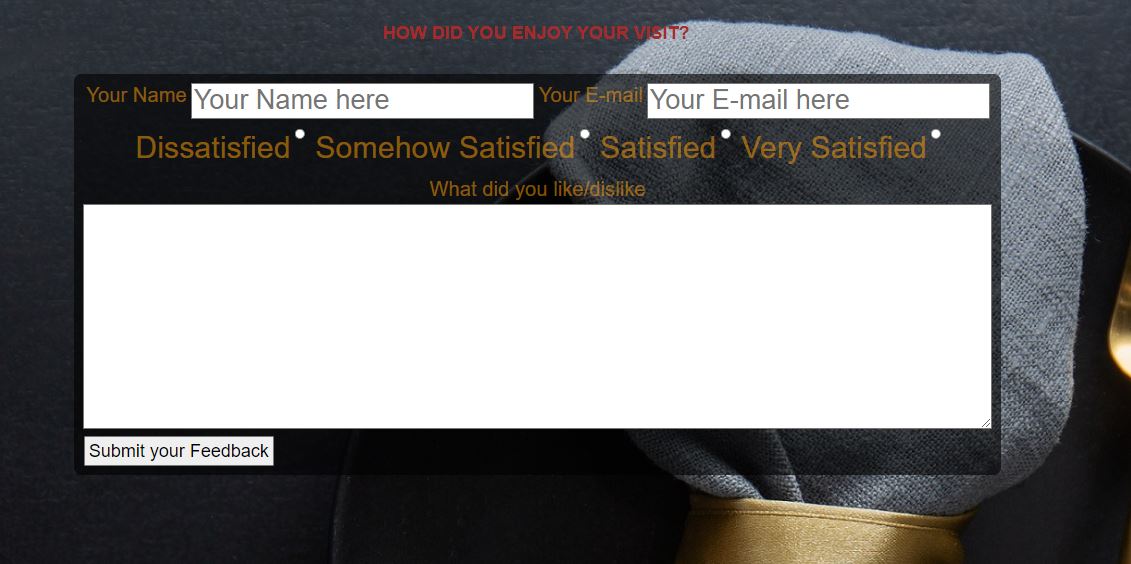 HOW DID YOU ENJOY YOUR VISIT?
Your Name Your Name here Your E-mail Your E-mail here
Dissatisfied Somehow Satisfied Satisfied Very Satisfied
What did you like/dislike
Submit your Feedback